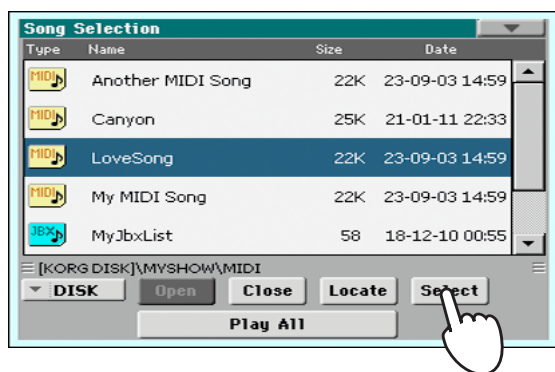 Song Selection
Type Name Size Date
MIDI Another MIDI Song 22K 23-09-03 14:59
MIDI Canyon 25K 21-01-11 22:33
MIDI LoveSong 22K 23-09-03 14:59
MIDI My MIDI Song 22K 23-09-03 14:59
JBX MyJbxList 58 18-12-10 00:55
[KORG DISK]\MYSHOW\MIDI
DISK Open Close Locate Select
Play All